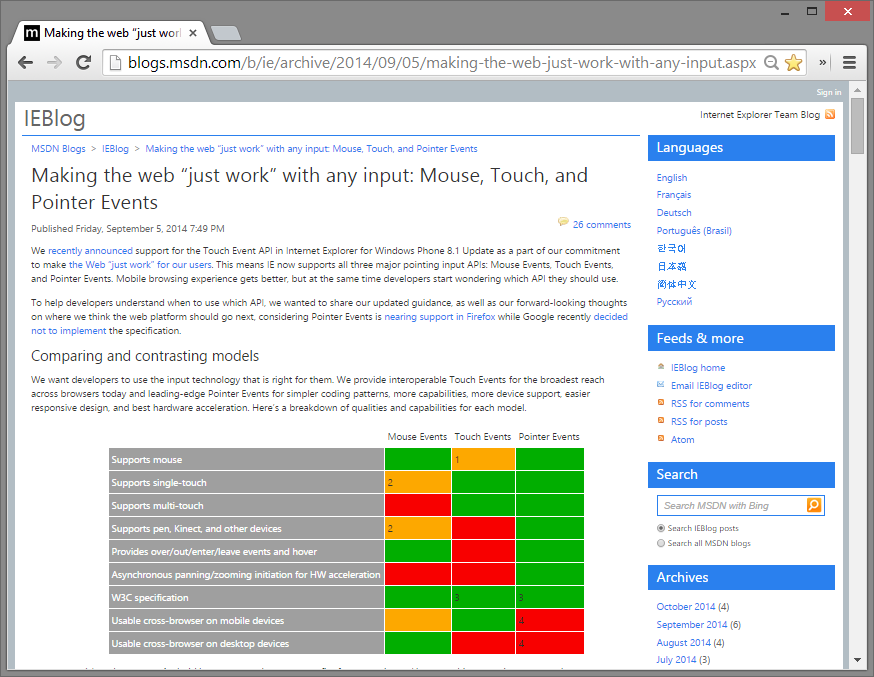 Making the web “just worl
blogs.msdn.com/b/ie/archive/2014/09/05/making-the-web-just-work-with-any-input.aspx
Sign in
IEBlog
Internet Explorer Team Blog
MSDN Blogs > IEBlog > Making the web “just work” with any input: Mouse, Touch, and Pointer Events
Making the web “just work” with any input: Mouse, Touch, and
Pointer Events
Published Friday, September 5, 2014 7:49 PM
26 comments
We recently announced support for the Touch Event API in Internet Explorer for Windows Phone 8.1 Update as a part of our commitment
to make the Web “just work” for our users. This means IE now supports all three major pointing input APIs: Mouse Events, Touch Events,
and Pointer Events. Mobile browsing experience gets better, but at the same time developers start wondering which API they should use.
To help developers understand when to use which API, we wanted to share our updated guidance, as well as our forward-looking thoughts
on where we think the web platform should go next, considering Pointer Events is nearing support in Firefox while Google recently decided
not to implement the specification.
Comparing and contrasting models
We want developers to use the input technology that is right for them. We provide interoperable Touch Events for the broadest reach
across browsers today and leading-edge Pointer Events for simpler coding patterns, more capabilities, more device support, easier
responsive design, and best hardware acceleration. Here’s a breakdown of qualities and capabilities for each model.
Mouse Events Touch Events Pointer Events
Supports mouse 1
Supports single-touch 2
Supports multi-touch
Supports pen, Kinect, and other devices 2
Provides over/out/enter/leave events and hover
Asynchronous panning/zooming initiation for HW acceleration
W3C specification 3 3
Usable cross-browser on mobile devices 4
Usable cross-browser on desktop devices 4
Languages
English
Français
Deutsch
Português (Brasil)
한국어
日本語
简体中文
Русский
Feeds & more
IEBlog home
Email IEBlog editor
RSS for comments
RSS for posts
Atom
Search
Search MSDN with Bing
Search IEBlog posts
Search all MSDN blogs
Archives
October 2014 (4)
September 2014 (6)
August 2014 (4)
July 2014 (3)